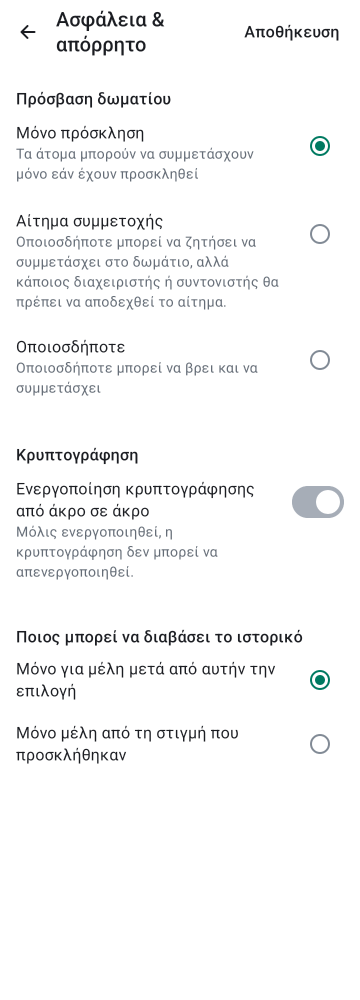 Ασφάλεια &
απόρρητο
Αποθήκευση
Πρόσβαση δωματίου
Μόνο πρόσκληση
Τα άτομα μπορούν να συμμετάσχουν
μόνο εάν έχουν προσκληθεί
Αίτημα συμμετοχής
Οποιοσδήποτε μπορεί να ζητήσει να
συμμετάσχει στο δωμάτιο, αλλά
κάποιος διαχειριστής ή συντονιστής θα
πρέπει να αποδεχθεί το αίτημα.
Οποιοσδήποτε
Οποιοσδήποτε μπορεί να βρει και να
συμμετάσχει
Κρυπτογράφηση
Ενεργοποίηση κρυπτογράφησης
από άκρο σε άκρο
Μόλις ενεργοποιηθεί, η
κρυπτογράφηση δεν μπορεί να
απενεργοποιηθεί.
Ποιος μπορεί να διαβάσει το ιστορικό
Μόνο για μέλη μετά από αυτήν την
επιλογή
Μόνο μέλη από τη στιγμή που
προσκλήθηκαν